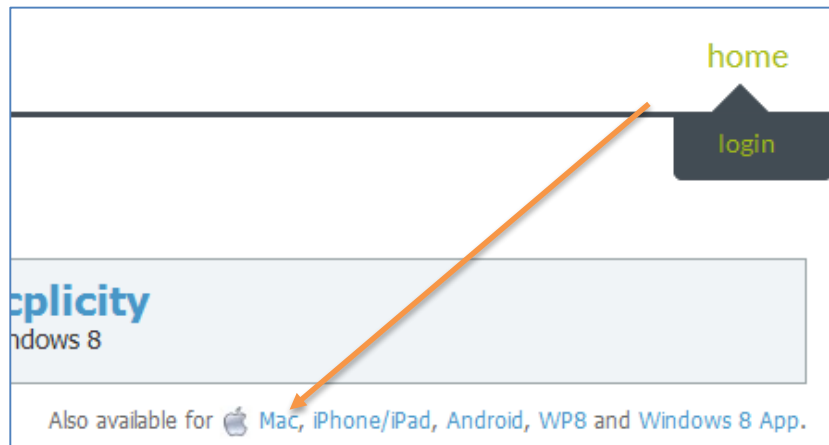 home
login
cplicity
ndows 8
Also available for Mac, iPhone/iPad, Android, WP8 and Windows 8 App.